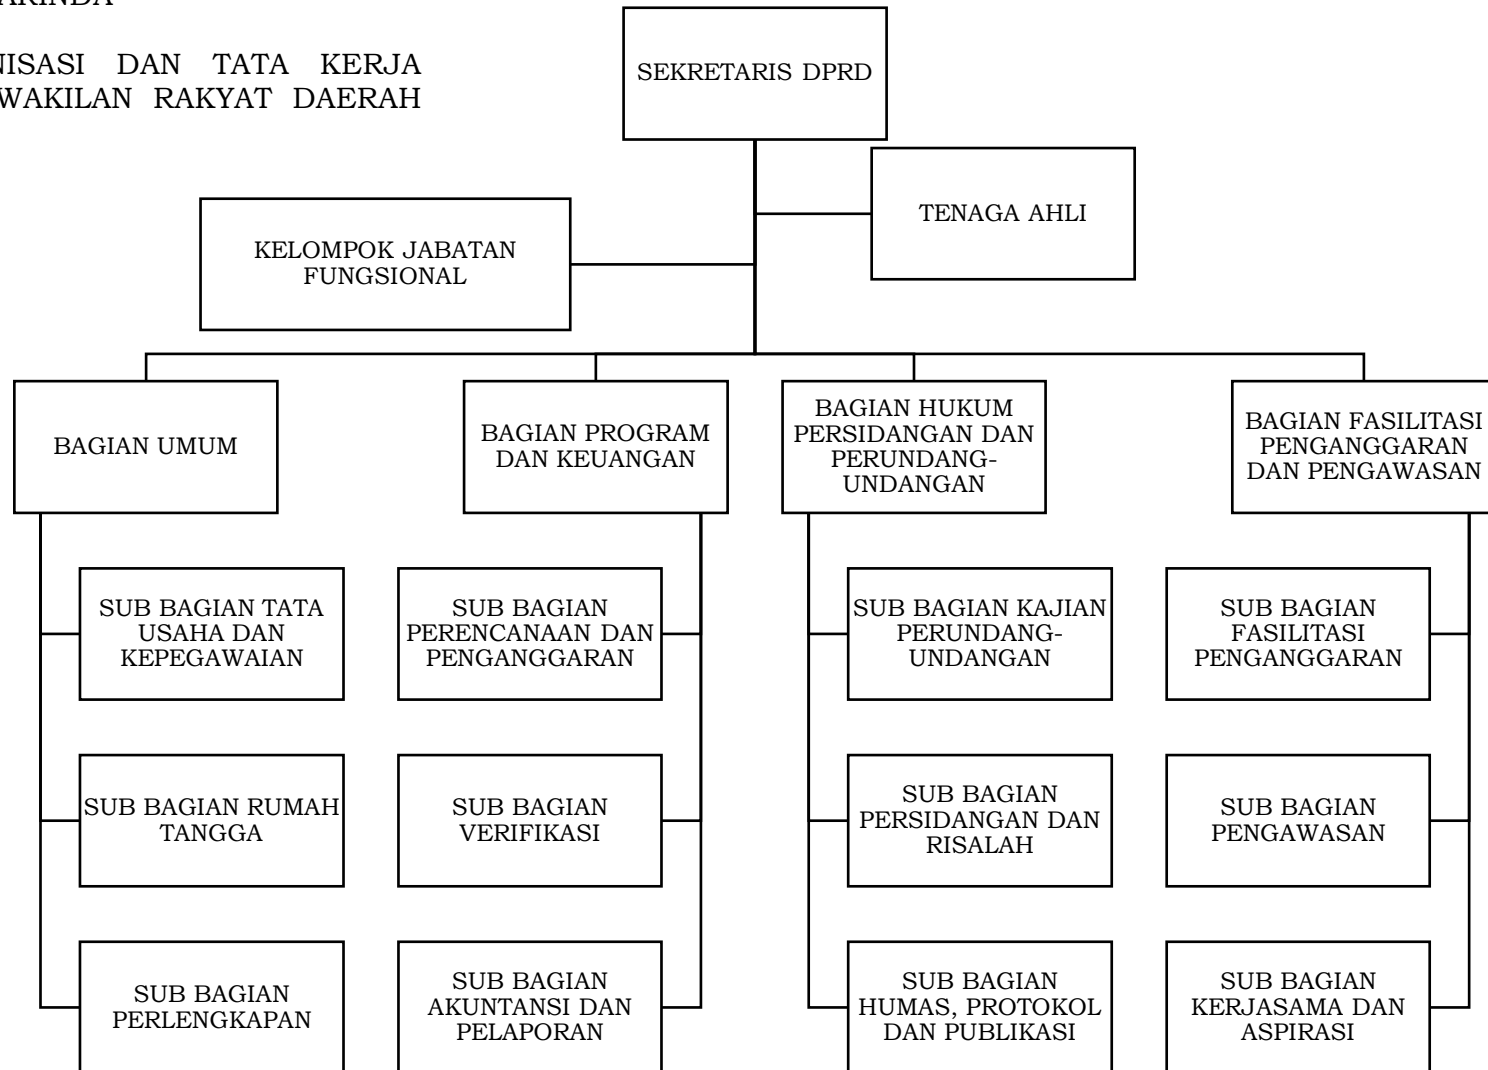 DAN TATA KERJA
RAKYAT DAERAH
SEKRETARIS DPRD
TENAGA AHLI
KELOMPOK JABATAN
FUNGSIONAL
BAGIAN UMUM
BAGIAN PROGRAM
DAN KEUANGAN
BAGIAN HUKUM
PERSIDANGAN DAN
PERUNDANG-
UNDANGAN
BAGIAN FASILITASI
PENGANGGARAN
DAN PENGAWASAN
SUB BAGIAN TATA
USAHA DAN
KEPEGAWAIAN
SUB BAGIAN
PERENCANAAN DAN
PENGANGGARAN
SUB BAGIAN KAJIAN
PERUNDANG-
UNDANGAN
SUB BAGIAN
FASILITASI
PENGANGGARAN
SUB BAGIAN RUMAH
TANGGA
SUB BAGIAN
VERIFIKASI
SUB BAGIAN
PERSIDANGAN DAN
RISALAH
SUB BAGIAN
PENGAWASAN
SUB BAGIAN
PERLENGKAPAN
SUB BAGIAN
AKUNTANSI DAN
PELAPORAN
SUB BAGIAN
HUMAS, PROTOKOL
DAN PUBLIKASI
SUB BAGIAN
KERJASAMA DAN
ASPIRASI